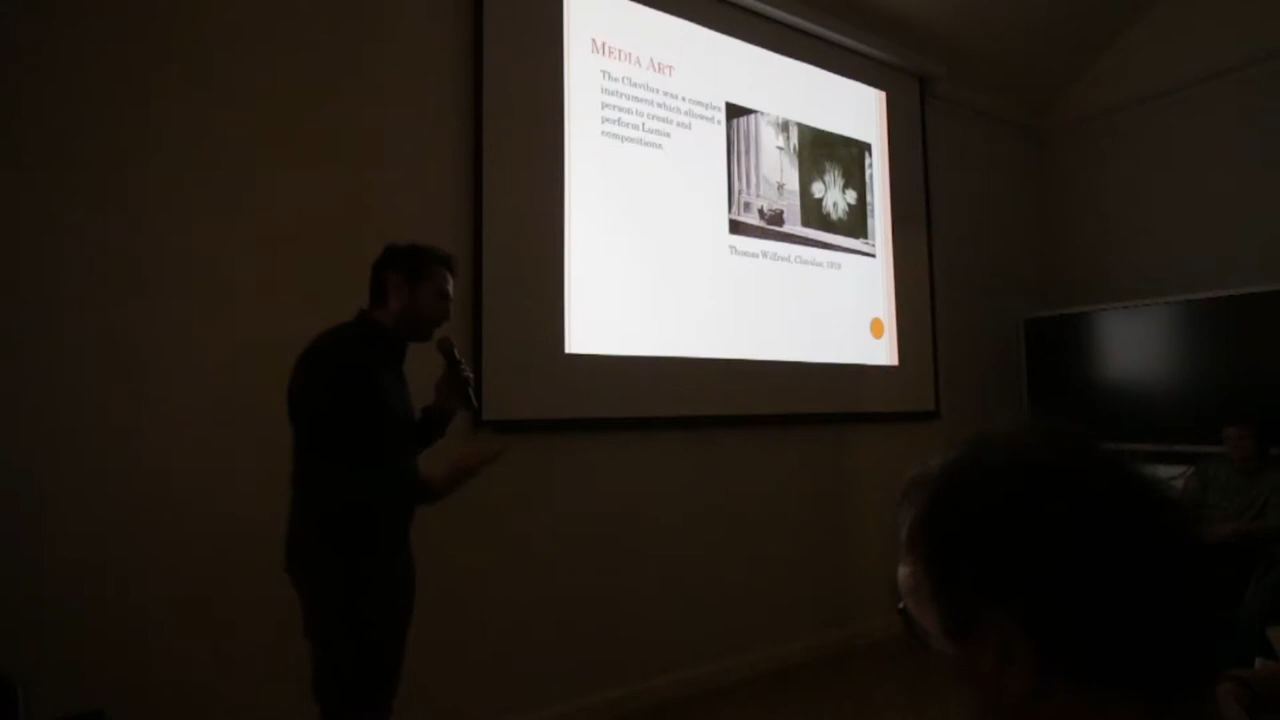 MEDIA ART
The Clavilux was a complex
instrument which allowed a
person to create and
perform Lumia
compositions.
Thomas Wilfred, Clavilux, 1919